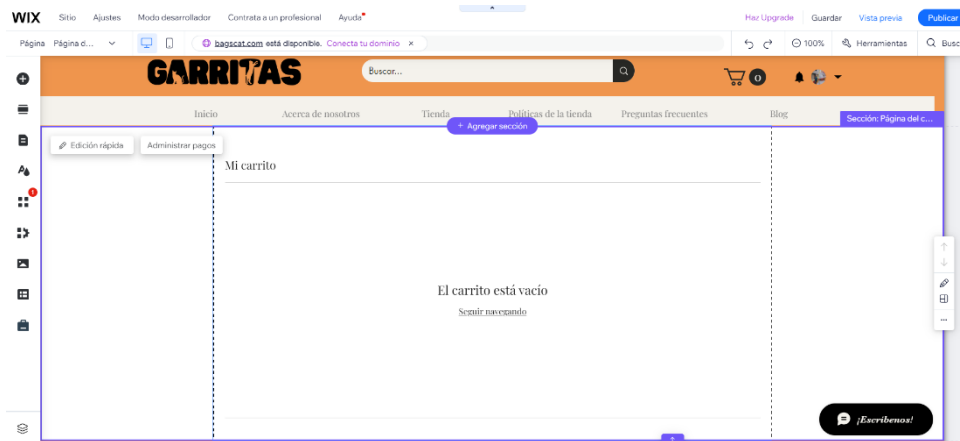 WIX Sitio Ajustes Modo desarrollador Contrata a un profesional Ayuda Haz Upgrade Guardar Vista previa Publicar
Página Página d... bagscat.com está disponible. Conecta tu dominio × 100% Herramientas Busc
GARRITAS Buscar... 0
Inicio Acerca de nosotros Tienda Políticas de la tienda Preguntas frecuentes Blog
Sección: Página del c...
+ Agregar sección
Edición rápida Administrar pagos
Mi carrito
El carrito está vacío
Seguir navegando
¡Escríbenos!